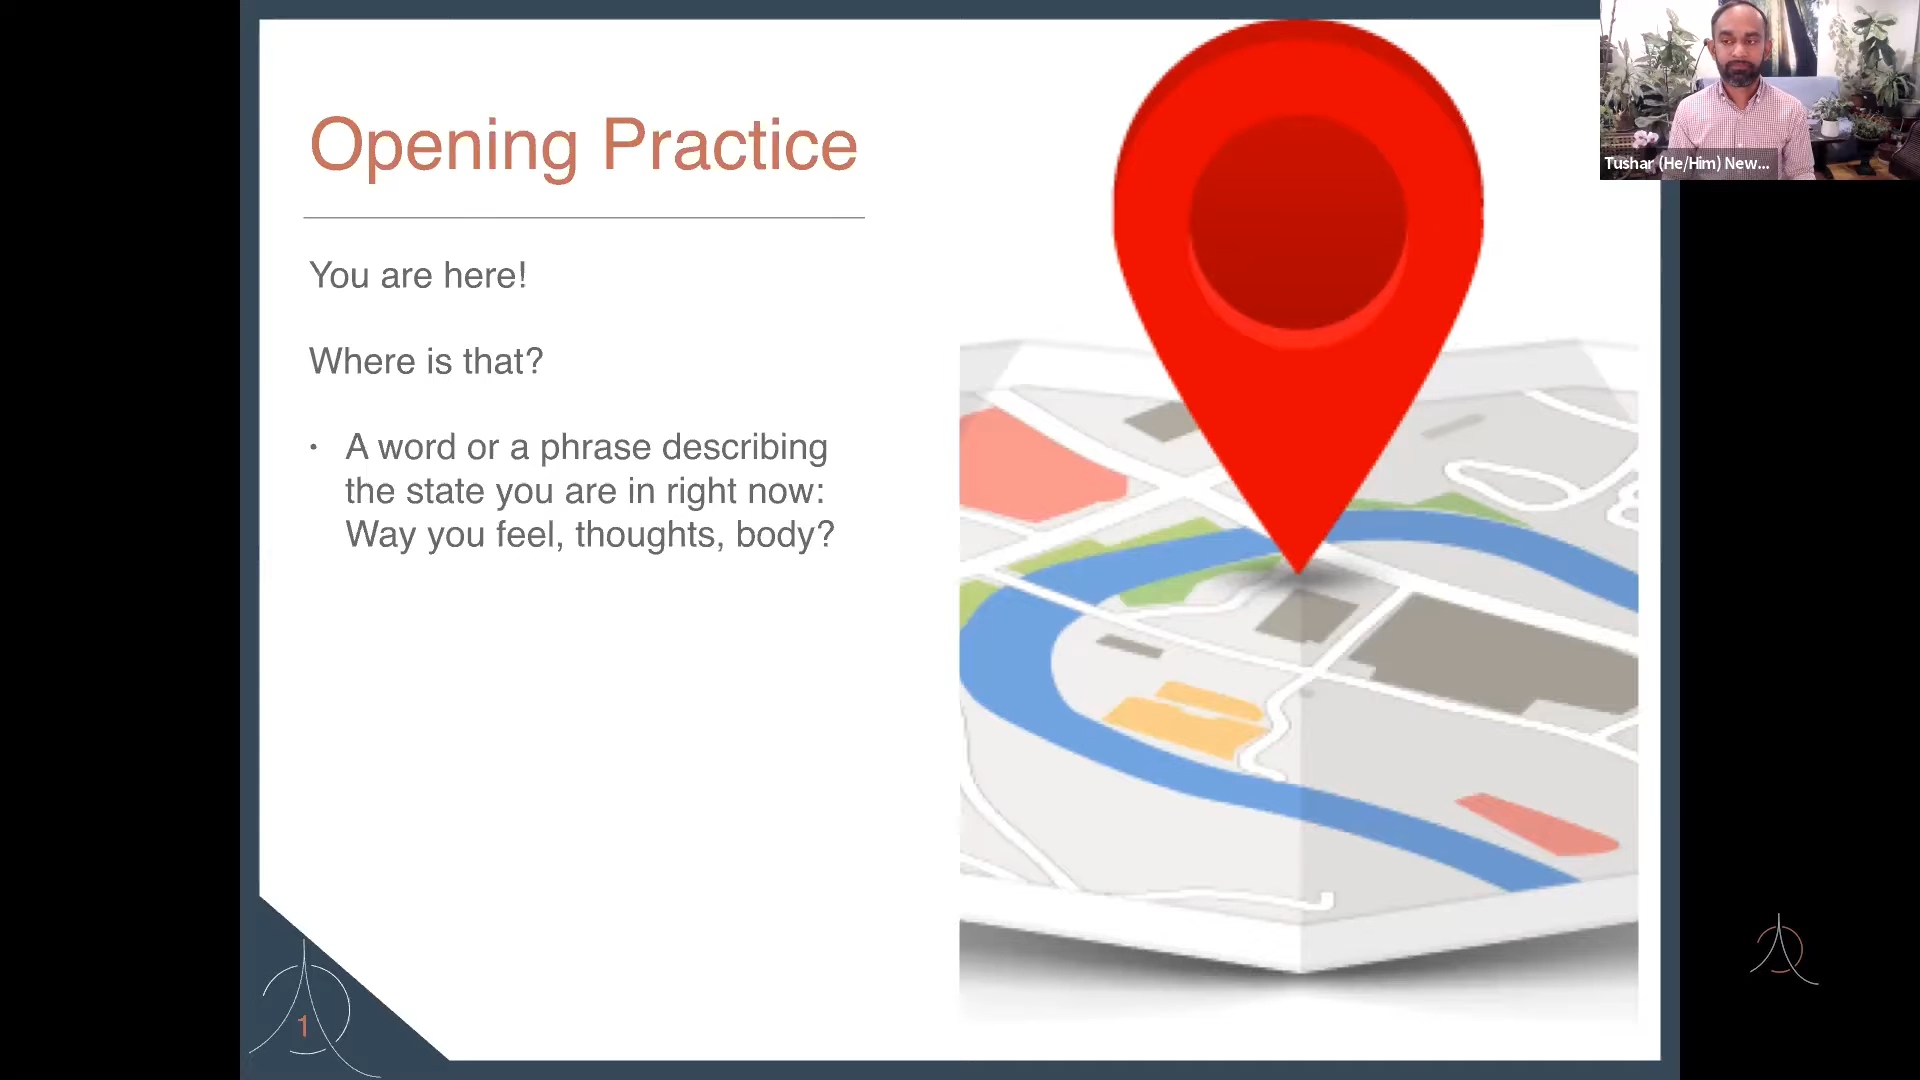 Opening Practice
You are here!
Where is that?
• A word or a phrase describing
the state you are in right now:
Way you feel, thoughts, body?
1
Tushar (He/Him) New...